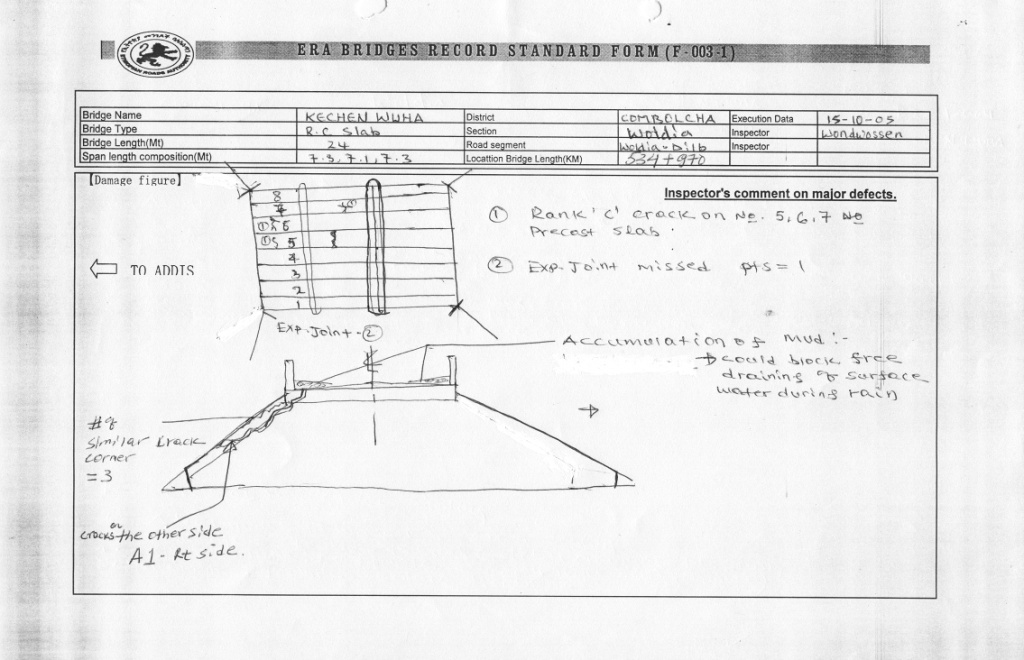 ERA BRIDGES RECORD STANDARD FORM (F-003-1)
Bridge Name KECHEN WUHA District COMBOLCHA Execution Data 15-10-05
Bridge Type R.C Slab Section Woldia Inspector Wondwossen
Bridge Length(Mt) 24 Road segment Woldia-Dilb Inspector
Span length composition(Mt) 7.3, 7.1, 7.3 Locattion Bridge Length(KM) 534+970
[Damage figure]
Inspector's comment on major defects.
8
7
6
5
4
3
2
1
TO ADDIS
Exp. Joint - ②
① Rank 'c' crack on No. 5, 6, 7 No
Precast slab.
② Exp. Joint missed pts = 1
Accumulation of mud :-
→ could block free
draining of surface
water during rain
# of
similar crack
corner
= 3
cracks on the other side
A1 - Rt side.